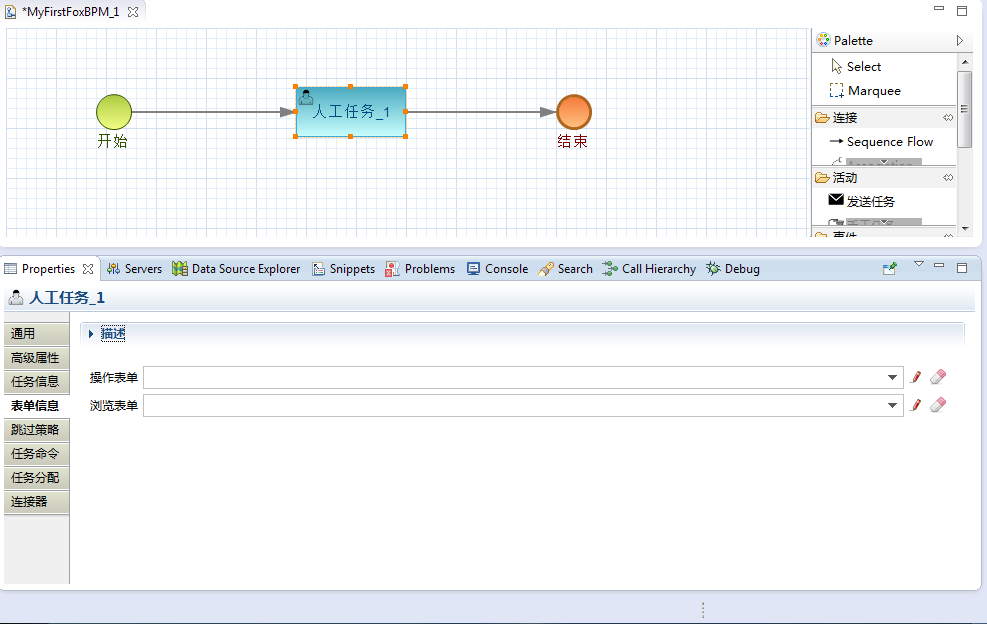 *MyFirstFoxBPM_1
Palette
Select
Marquee
连接
Sequence Flow
活动
发送任务
开始
人工任务_1
结束
Properties Servers Data Source Explorer Snippets Problems Console Search Call Hierarchy Debug
人工任务_1
通用
高级属性
任务信息
表单信息
跳过策略
任务命令
任务分配
连接器
描述
操作表单
浏览表单